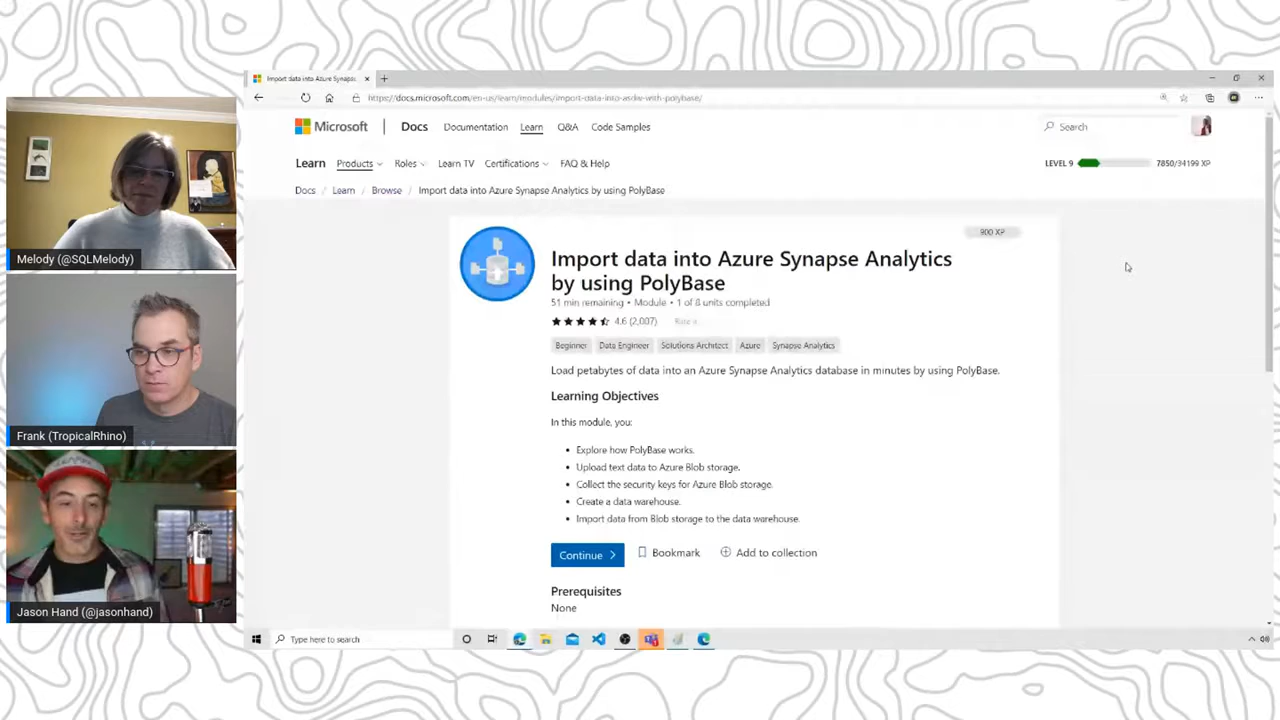 Import data into Azure Synaps
https://docs.microsoft.com/en-us/learn/modules/import-data-into-asdw-with-polybase/
Microsoft
Docs
Documentation
Learn
Q&A
Code Samples
Search
Learn
Products
Roles
Learn TV
Certifications
FAQ & Help
LEVEL 9
7850/34199 XP
Docs / Learn / Browse / Import data into Azure Synapse Analytics by using PolyBase
900 XP
Import data into Azure Synapse Analytics
by using PolyBase
51 min remaining • Module • 1 of 8 units completed
4.6 (2,007)
Rate it
Beginner
Data Engineer
Solutions Architect
Azure
Synapse Analytics
Load petabytes of data into an Azure Synapse Analytics database in minutes by using PolyBase.
Learning Objectives
In this module, you:
• Explore how PolyBase works.
• Upload text data to Azure Blob storage.
• Collect the security keys for Azure Blob storage.
• Create a data warehouse.
• Import data from Blob storage to the data warehouse.
Continue
Bookmark
Add to collection
Prerequisites
None
Type here to search
Melody (@SQLMelody)
Frank (TropicalRhino)
Jason Hand (@jasonhand)